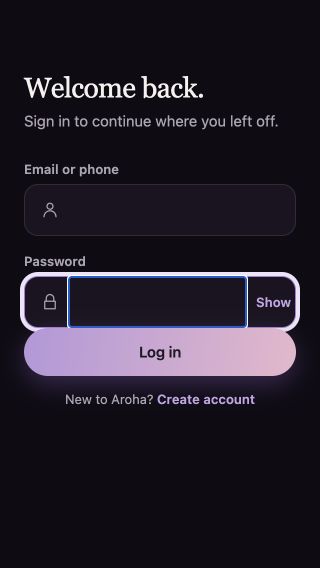 Welcome back.
Sign in to continue where you left off.
Email or phone
Password
Show
Log in
New to Aroha? Create account